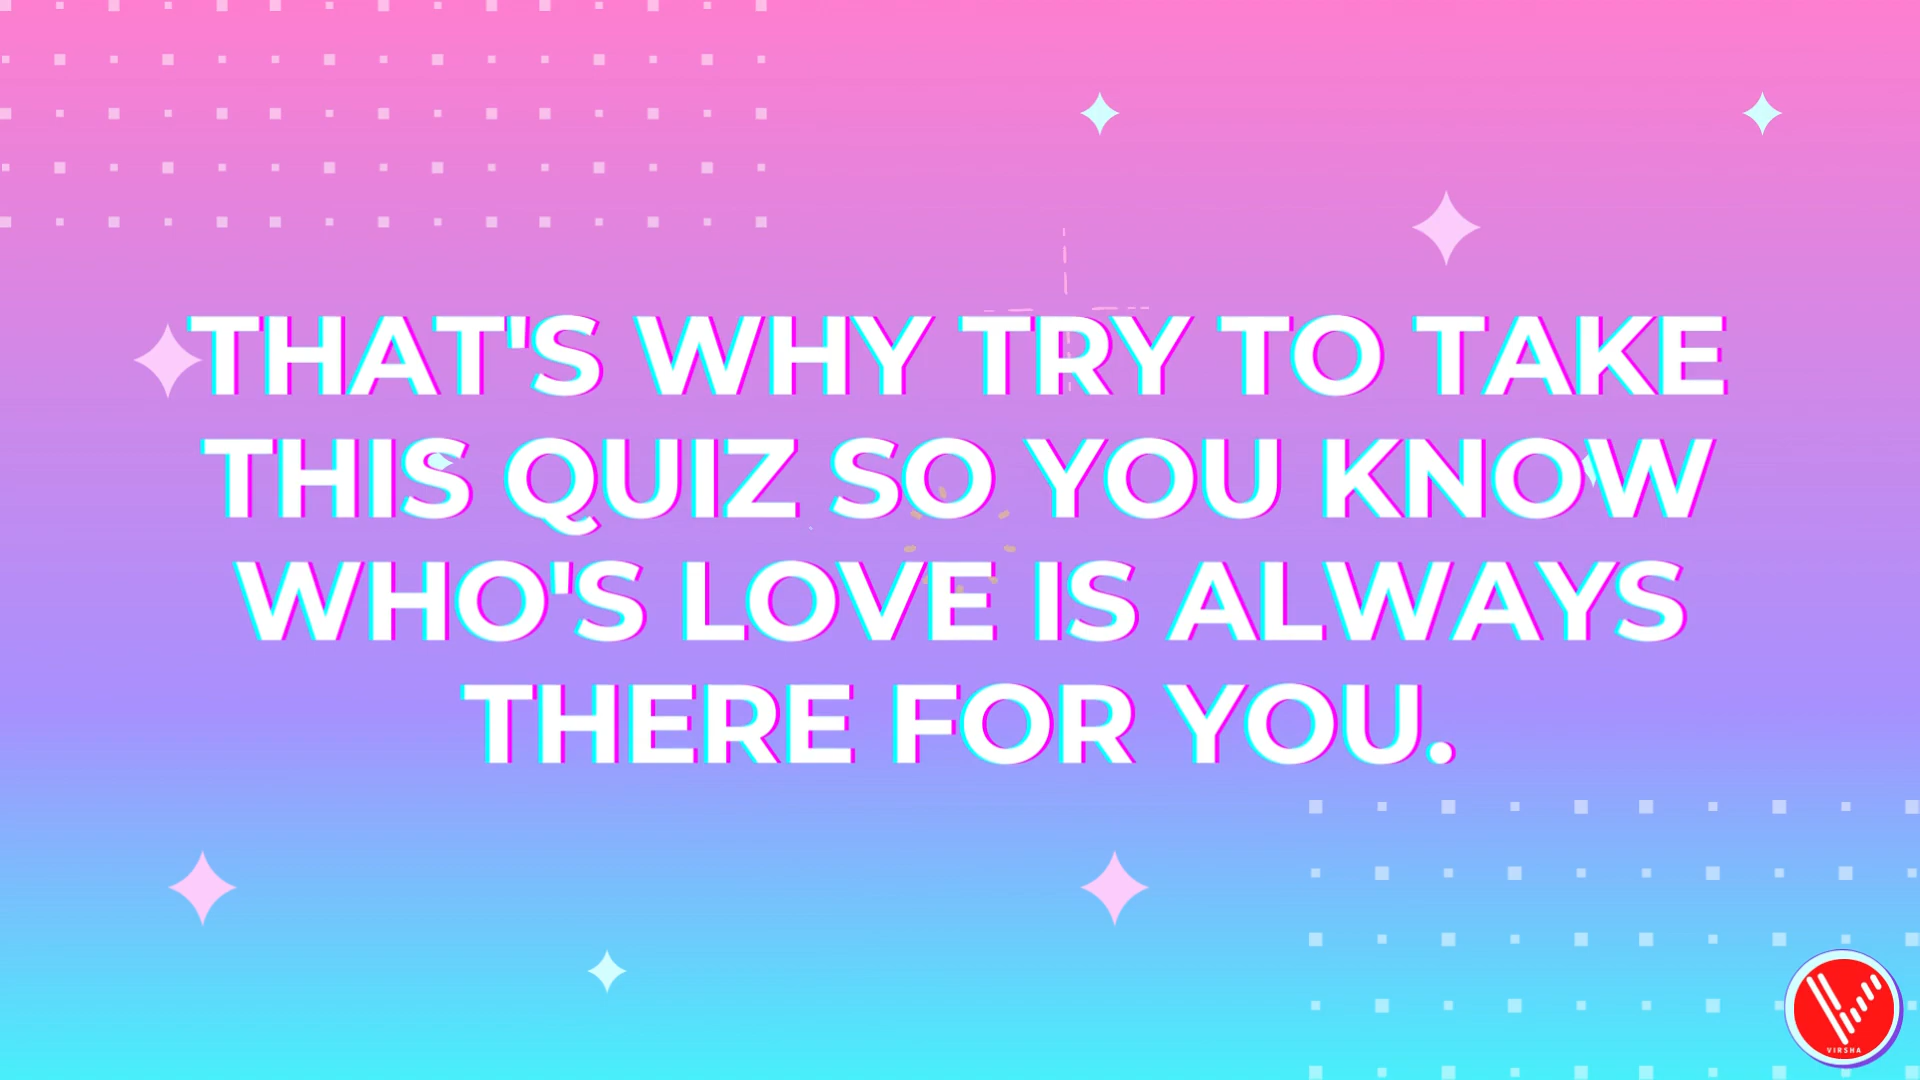 THAT'S WHY TRY TO TAKE
THIS QUIZ SO YOU KNOW
WHO'S LOVE IS ALWAYS
THERE FOR YOU.
VIRSHA